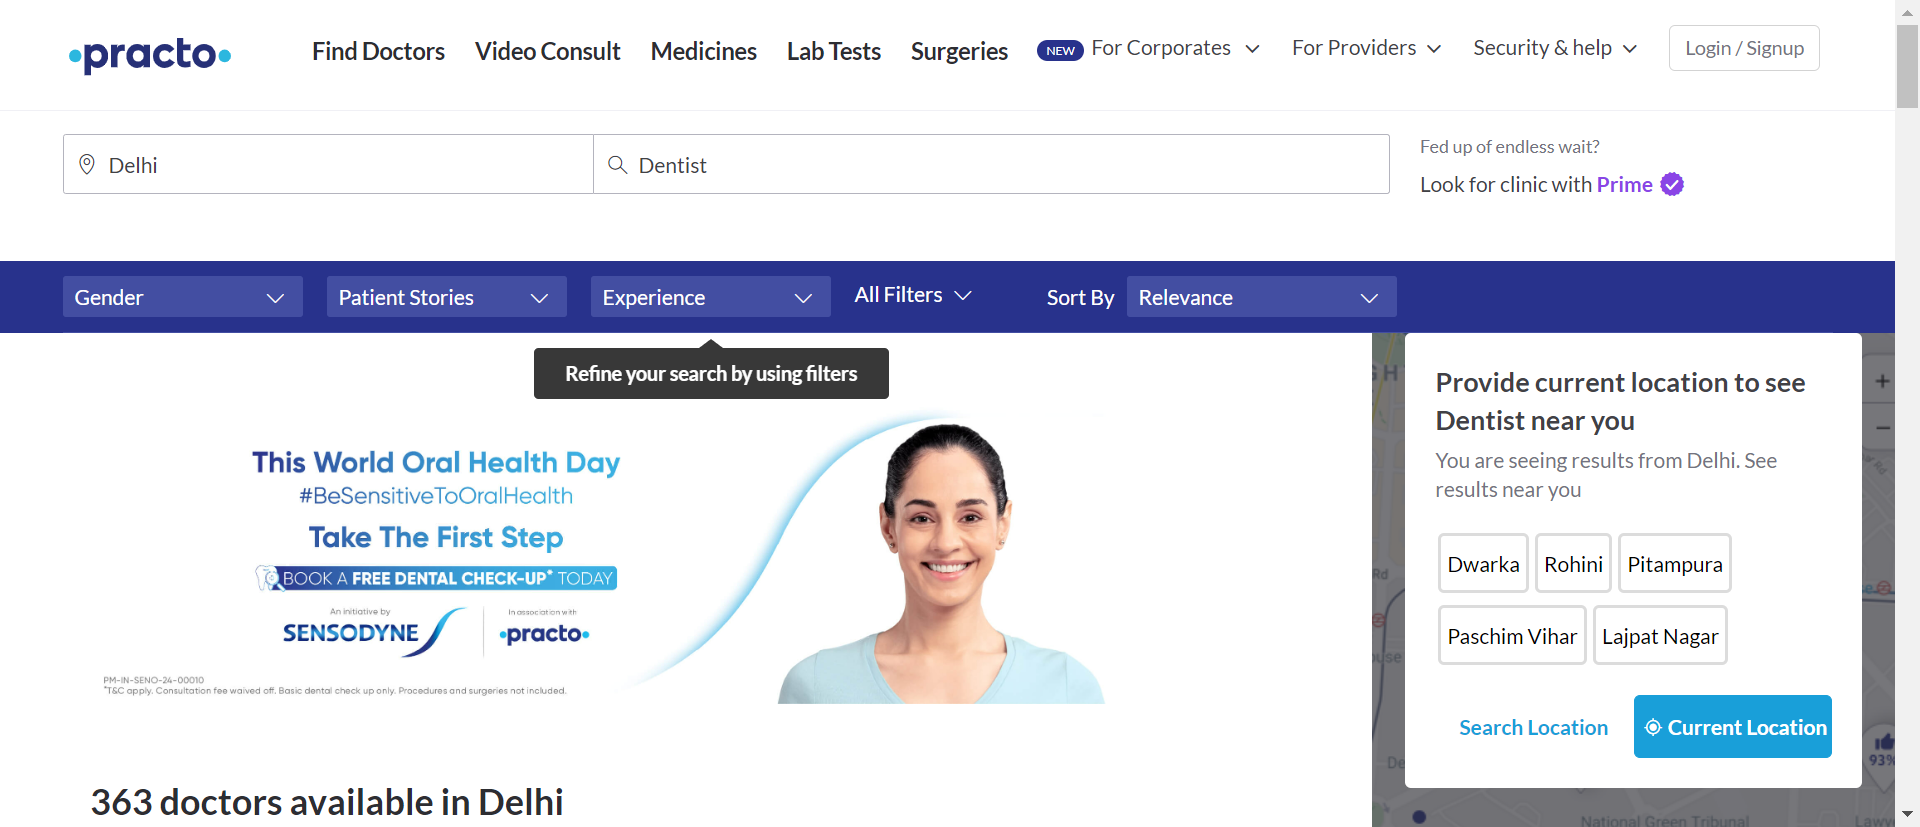 practo
Find Doctors
Video Consult
Medicines
Lab Tests
Surgeries
NEW
For Corporates
For Providers
Security & help
Login / Signup
Delhi
Dentist
Fed up of endless wait?
Look for clinic with Prime
Gender
Patient Stories
Experience
All Filters
Sort By
Relevance
Refine your search by using filters
This World Oral Health Day
#BeSensitiveToOralHealth
Take The First Step
BOOK A FREE DENTAL CHECK-UP* TODAY
An initiative by
SENSODYNE
In association with
practo
PM-IN-SENO-24-00010
*T&C apply. Consultation fee waived off. Basic dental check up only. Procedures and surgeries not included.
363 doctors available in Delhi
Provide current location to see
Dentist near you
You are seeing results from Delhi. See
results near you
Dwarka
Rohini
Pitampura
Paschim Vihar
Lajpat Nagar
Search Location
Current Location
Rd
93%
National Green Tribunal